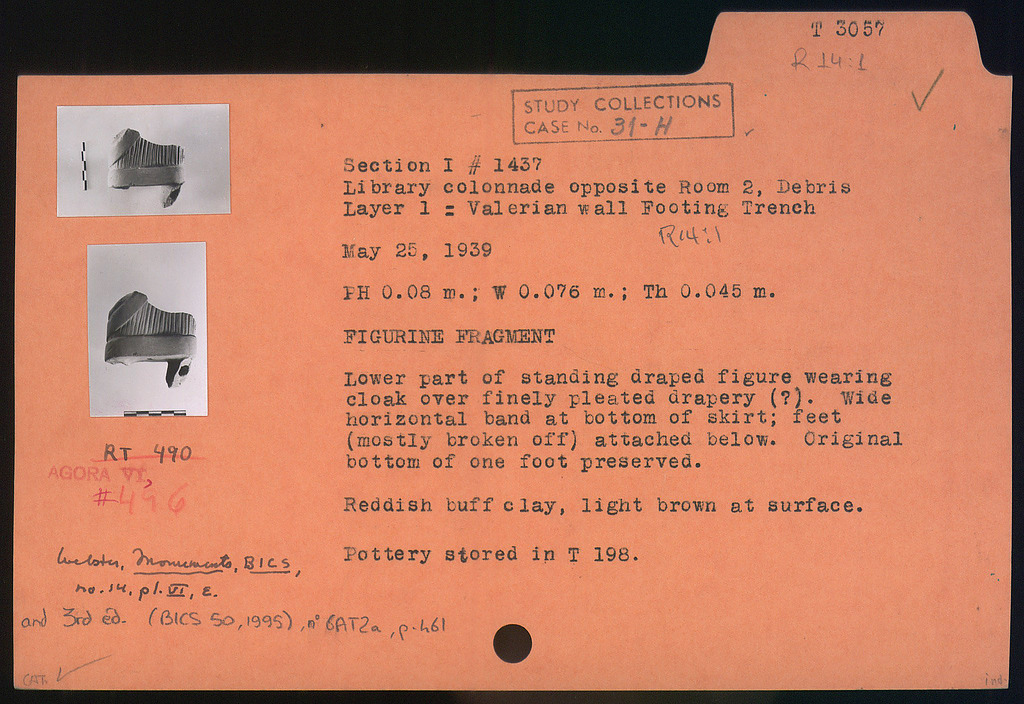 T 3057
R 14:1
STUDY COLLECTIONS
CASE No. 31-H
Section I # 1437
Library colonnade opposite Room 2, Debris
Layer 1 = Valerian wall Footing Trench
R14:1
May 25, 1939
PH 0.08 m.; W 0.076 m.; Th 0.045 m.
FIGURINE FRAGMENT
Lower part of standing draped figure wearing
cloak over finely pleated drapery (?). Wide
horizontal band at bottom of skirt; feet
(mostly broken off) attached below. Original
bottom of one foot preserved.
Reddish buff clay, light brown at surface.
Pottery stored in T 198.
RT 490
AGORA VI,
#496
Webster, Monuments, BICS,
no. 14, pl. VI, E.
and 3rd ed. (BICS 50, 1995), n° 6AT2a, p. 461
CAT.
ind.